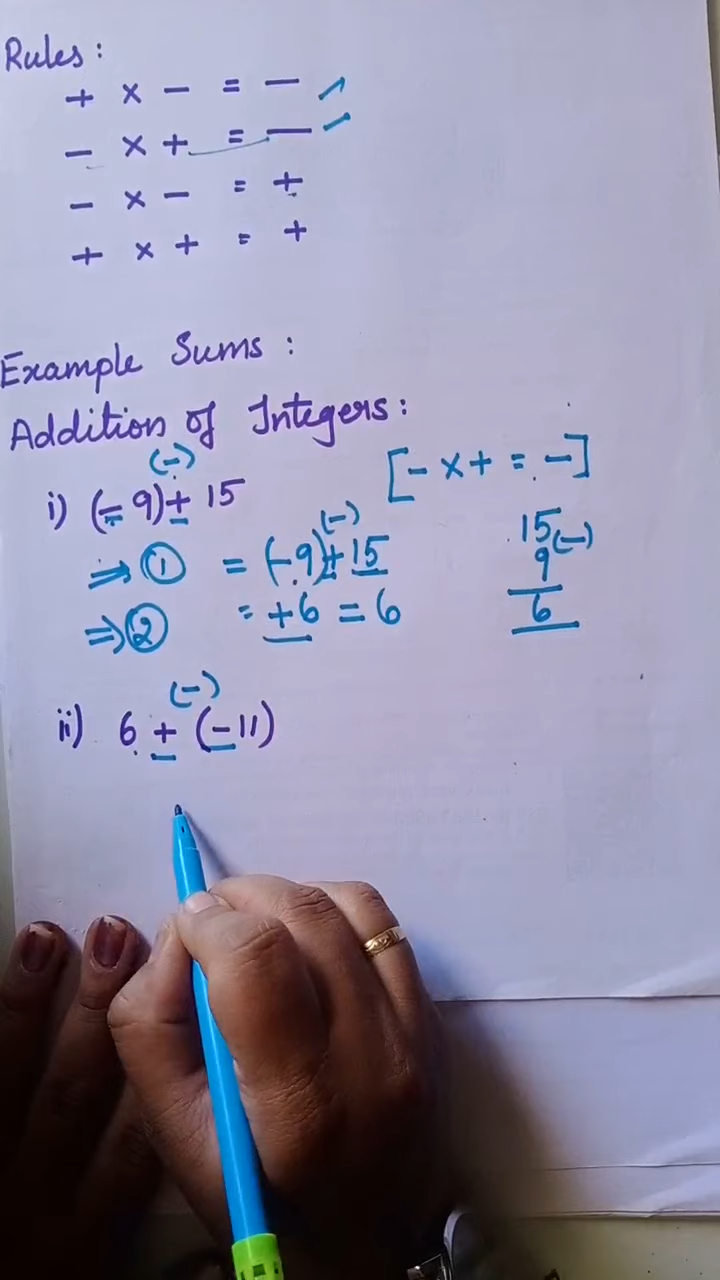 Rules:
+ × - = -
- × + = -
- × - = +
+ × + = +
Example Sums:
Addition of Integers:
(-)
i) (-9) + 15
[- × + = -]
(-)
⇒ ① = (-9) + 15
⇒ ② = +6 = 6
15
9 (-)
6
(-)
ii) 6 + (-11)